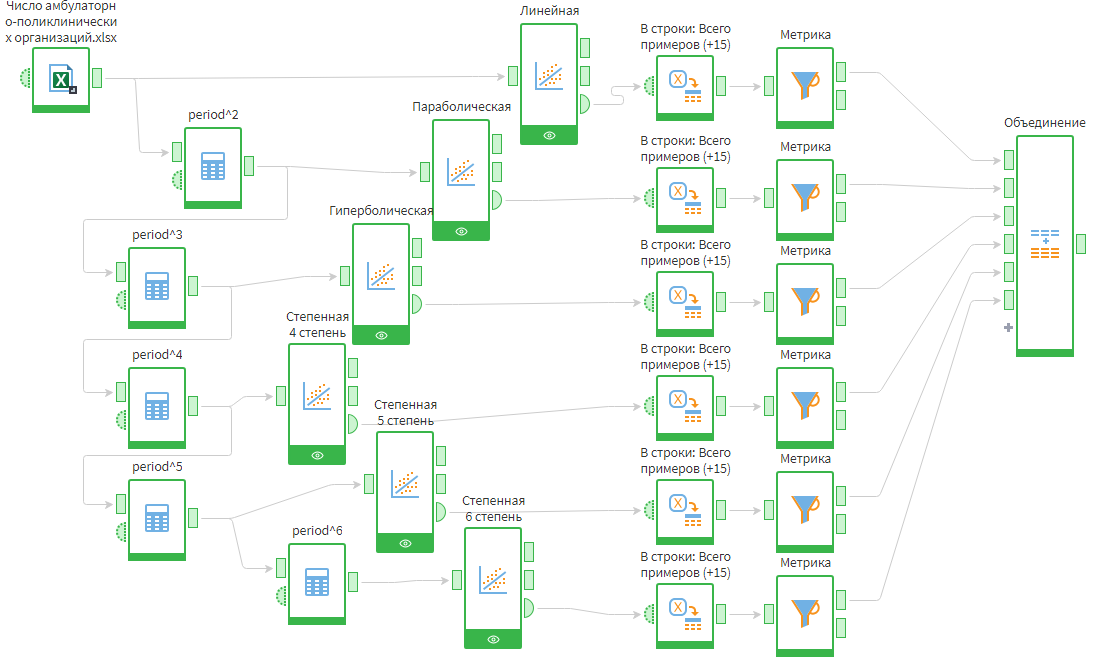 Число амбулаторн
о-поликлинически
х организаций.xlsx
Линейная
В строки: Всего
примеров (+15)
Метрика
Параболическая
period^2
Объединение
В строки: Всего
примеров (+15)
Метрика
Гиперболическая
period^3
В строки: Всего
примеров (+15)
Метрика
Степенная
4 степень
period^4
В строки: Всего
примеров (+15)
Метрика
Степенная
5 степень
period^5
В строки: Всего
примеров (+15)
Метрика
Степенная
6 степень
period^6
В строки: Всего
примеров (+15)
Метрика